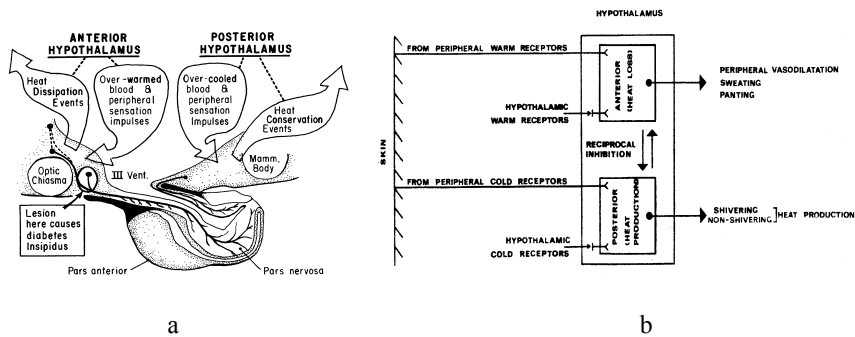 ANTERIOR
HYPOTHALAMUS
POSTERIOR
HYPOTHALAMUS
Heat
Dissipation
Events
Over-warmed
blood &
peripheral
sensation
impulses
Over-cooled
blood &
peripheral
sensation
Impulses
Heat
Conservation
Events
Optic
Chiasma
III Vent.
Mamm.
Body
Lesion
here causes
diabetes
Insipidus
Pars anterior
Pars nervosa
a
HYPOTHALAMUS
FROM PERIPHERAL WARM RECEPTORS
ANTERIOR
(HEAT LOSS)
PERIPHERAL VASODILATATION
SWEATING
PANTING
HYPOTHALAMIC
WARM RECEPTORS
RECIPROCAL
INHIBITION
SKIN
FROM PERIPHERAL COLD RECEPTORS
POSTERIOR
(HEAT
PRODUCTION)
SHIVERING
NON-SHIVERING ]HEAT PRODUCTION
HYPOTHALAMIC
COLD RECEPTORS
b